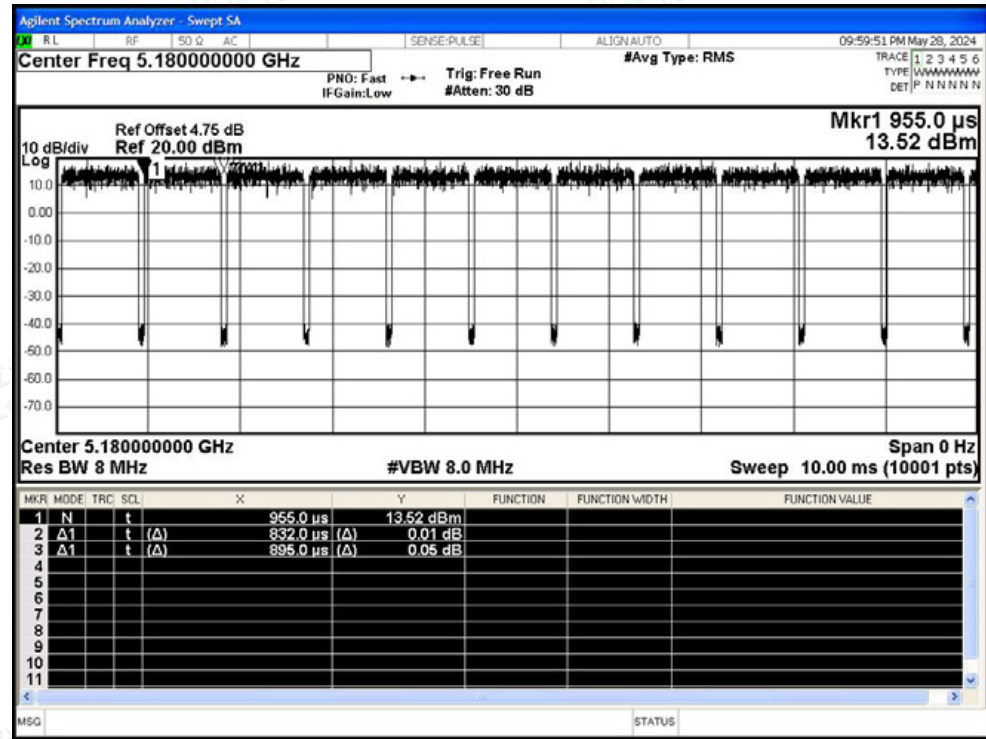 Agilent Spectrum Analyzer - Swept SA
RL RF 50 Ω AC SENSE:PULSE ALIGN AUTO 09:59:51 PM May 28, 2024
Center Freq 5.180000000 GHz #Avg Type: RMS TRACE 1 2 3 4 5 6
PNO: Fast Trig: Free Run TYPE WWWWWW
IFGain:Low #Atten: 30 dB DET P N N N N N
Mkr1 955.0 µs
Ref Offset 4.75 dB
10 dB/div Ref 20.00 dBm 13.52 dBm
Log
1
10.0
0.00
-10.0
-20.0
-30.0
-40.0
-50.0
-60.0
-70.0
Center 5.180000000 GHz Span 0 Hz
Res BW 8 MHz #VBW 8.0 MHz Sweep 10.00 ms (10001 pts)
MKR MODE TRC SCL X Y FUNCTION FUNCTION WIDTH FUNCTION VALUE
1 N t 955.0 µs 13.52 dBm
2 Δ1 t (Δ) 832.0 µs (Δ) 0.01 dB
3 Δ1 t (Δ) 895.0 µs (Δ) 0.05 dB
4
5
6
7
8
9
10
11
MSG STATUS